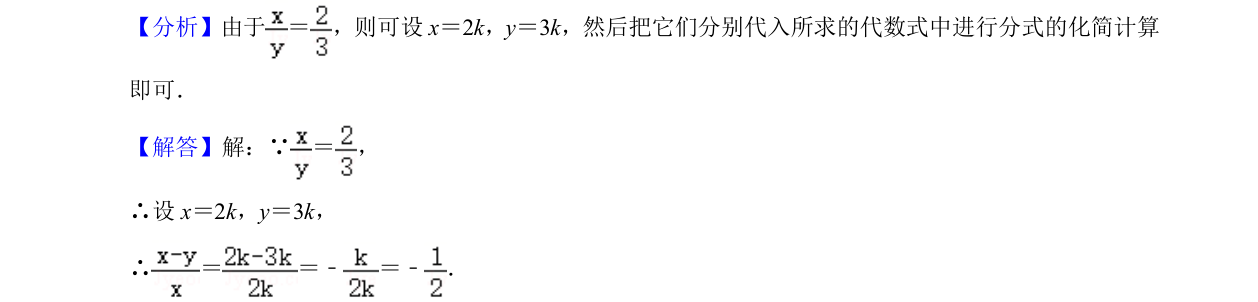 【分析】由于x/y=2/3，则可设 x=2k，y=3k，然后把它们分别代入所求的代数式中进行分式的化简计算
即可．
【解答】解：∵x/y=2/3，
∴设 x=2k，y=3k，
∴x-y/x=2k-3k/2k=-k/2k=-1/2．